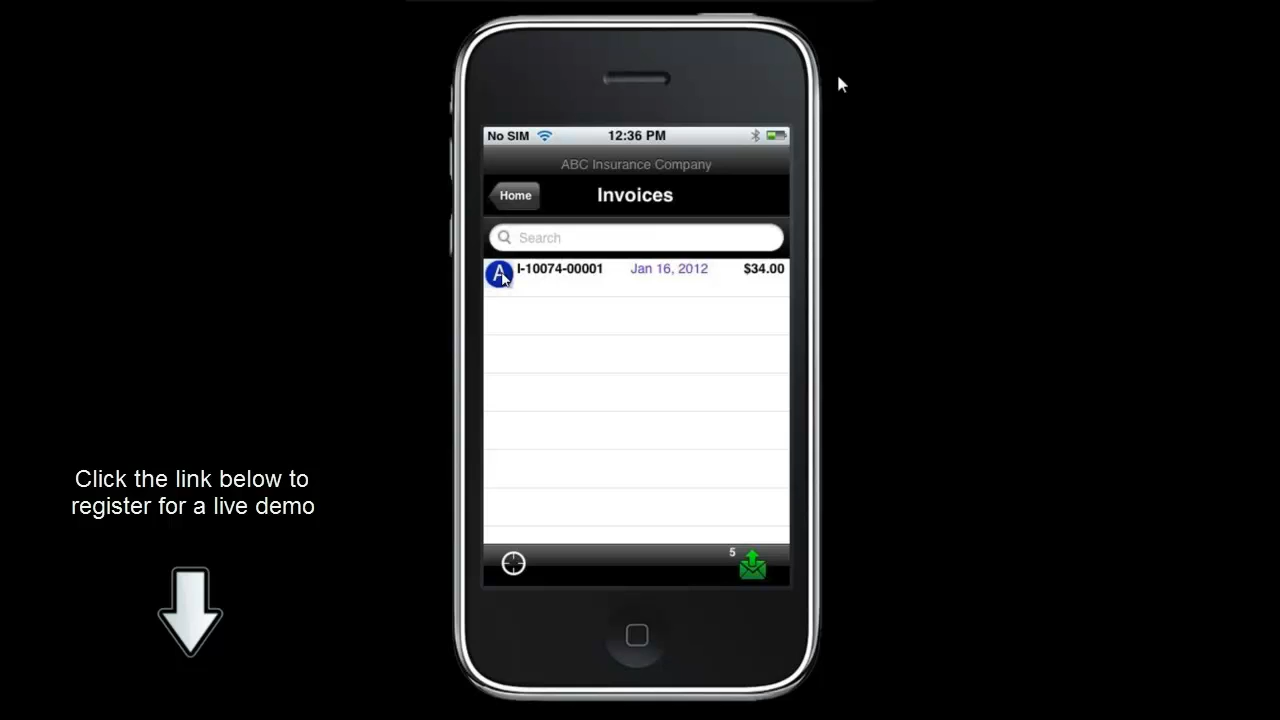 No SIM 12:36 PM
ABC Insurance Company
Home Invoices
Search
A I-10074-00001 Jan 16, 2012 $34.00
Click the link below to
register for a live demo
5